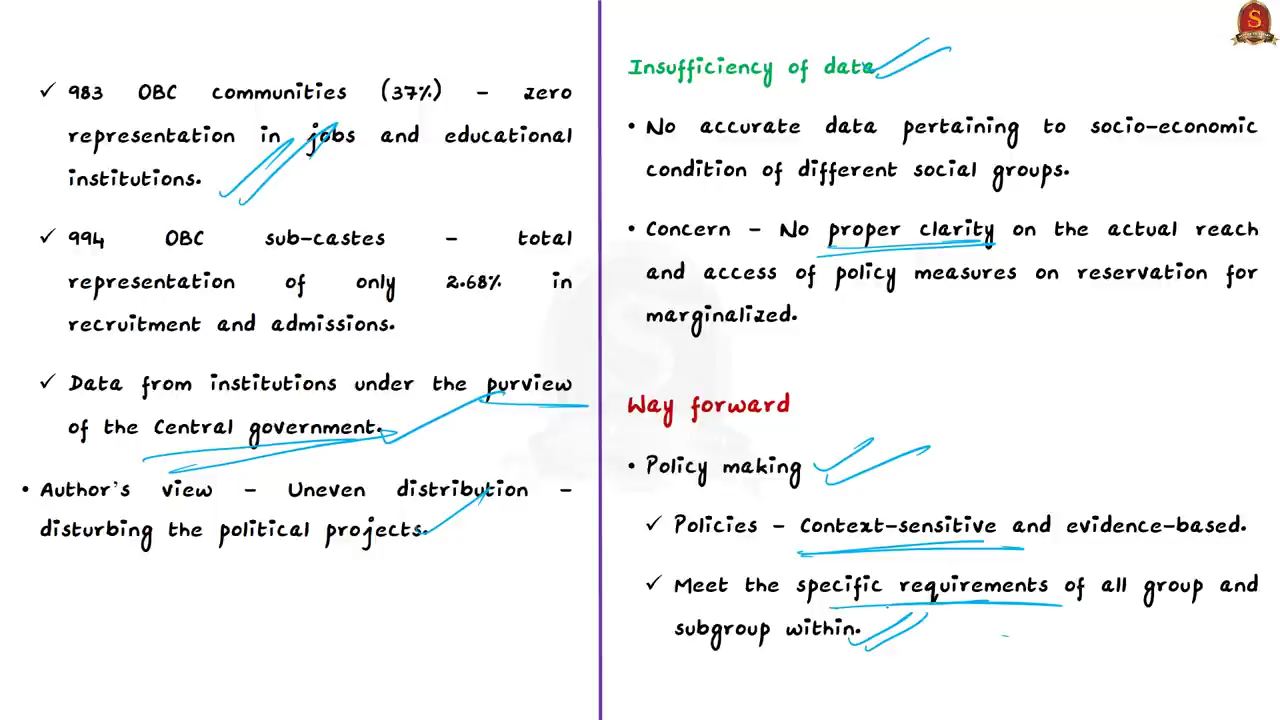 ✓ 983 OBC communities (37%) - zero
representation in jobs and educational
institutions.
✓ 994 OBC sub-castes - total
representation of only 2.68% in
recruitment and admissions.
✓ Data from institutions under the purview
of the Central government.
• Author's view - Uneven distribution -
disturbing the political projects.
Insufficiency of data
• No accurate data pertaining to socio-economic
condition of different social groups.
• Concern - No proper clarity on the actual reach
and access of policy measures on reservation for
marginalized.
Way forward
• Policy making
✓ Policies - Context-sensitive and evidence-based.
✓ Meet the specific requirements of all group and
subgroup within.
S